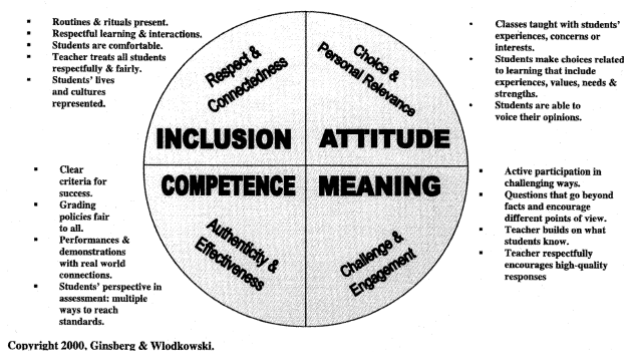 Routines & rituals present.
Respectful learning & interactions.
Students are comfortable.
Teacher treats all students
respectfully & fairly.
Students' lives
and cultures
represented.
Respect &
Connectedness
INCLUSION
Choice &
Personal Relevance
ATTITUDE
Classes taught with students'
experiences, concerns or
interests.
Students make choices related
to learning that include
experiences, values, needs &
strengths.
Students are able to
voice their opinions.
Clear
criteria for
success.
Grading
policies fair
to all.
Performances &
demonstrations
with real world
connections.
Students' perspective in
assessment: multiple
ways to reach
standards.
COMPETENCE
Authenticity &
Effectiveness
MEANING
Challenge &
Engagement
Active participation in
challenging ways.
Questions that go beyond
facts and encourage
different points of view.
Teacher builds on what
students know.
Teacher respectfully
encourages high-quality
responses
Copyright 2000, Ginsberg & Wlodkowski.